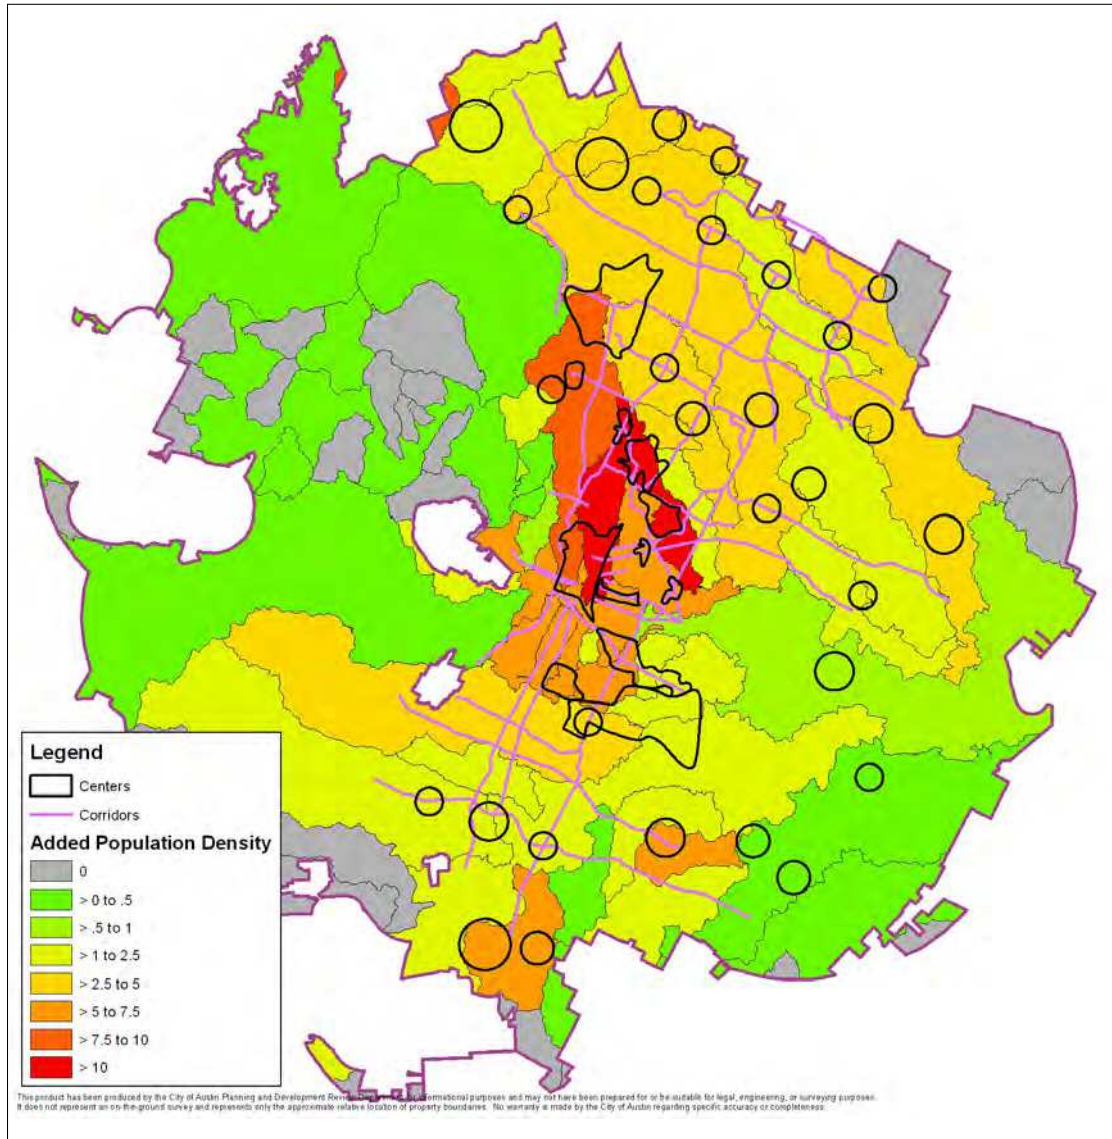 Legend
Centers
Corridors
Added Population Density
0
> 0 to .5
> .5 to 1
> 1 to 2.5
> 2.5 to 5
> 5 to 7.5
> 7.5 to 10
> 10
This product has been produced by the City of Austin Planning and Development Review informational purposes and may not have been prepared for or be suitable for legal, engineering, or surveying purposes.
It does not represent an on-the-ground survey and represents only the approximate relative location of property boundaries. No warranty is made by the City of Austin regarding specific accuracy or completeness.